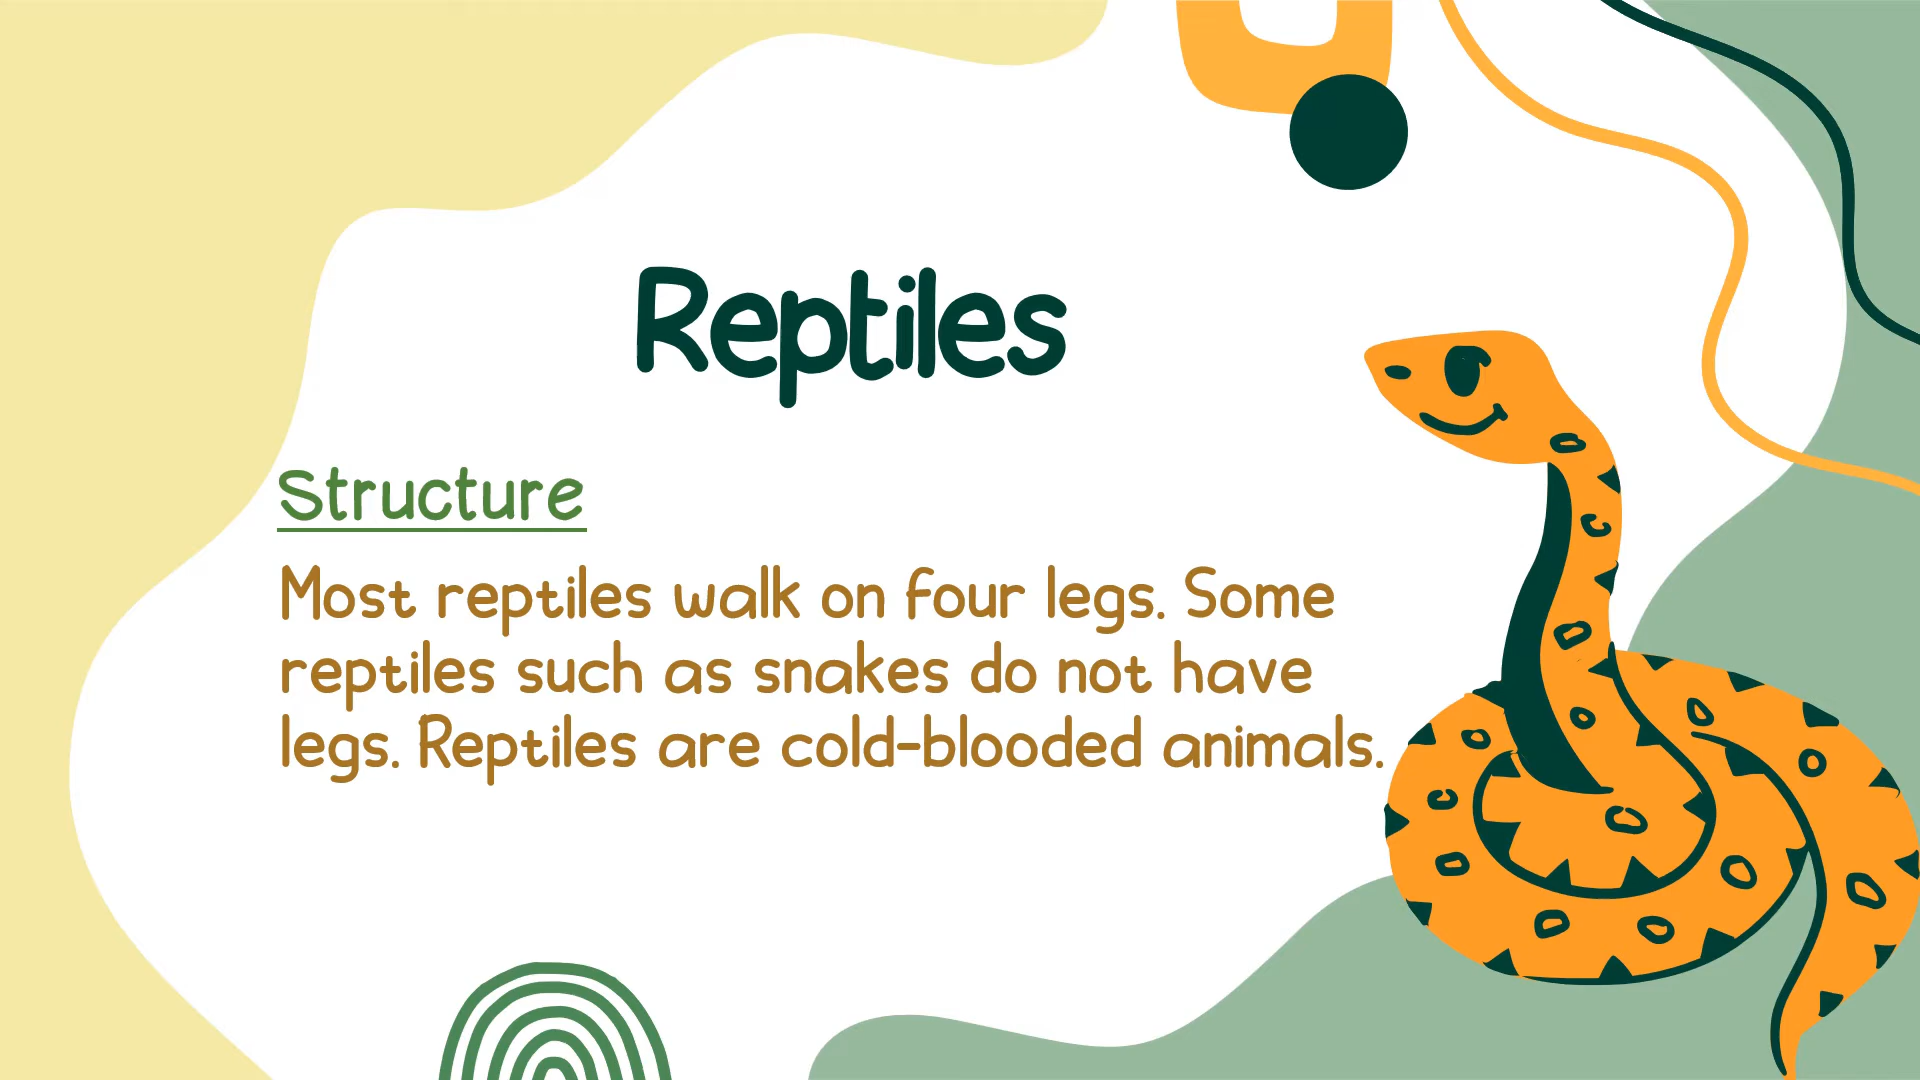 Reptiles
Structure
Most reptiles walk on four legs. Some
reptiles such as snakes do not have
legs. Reptiles are cold-blooded animals.